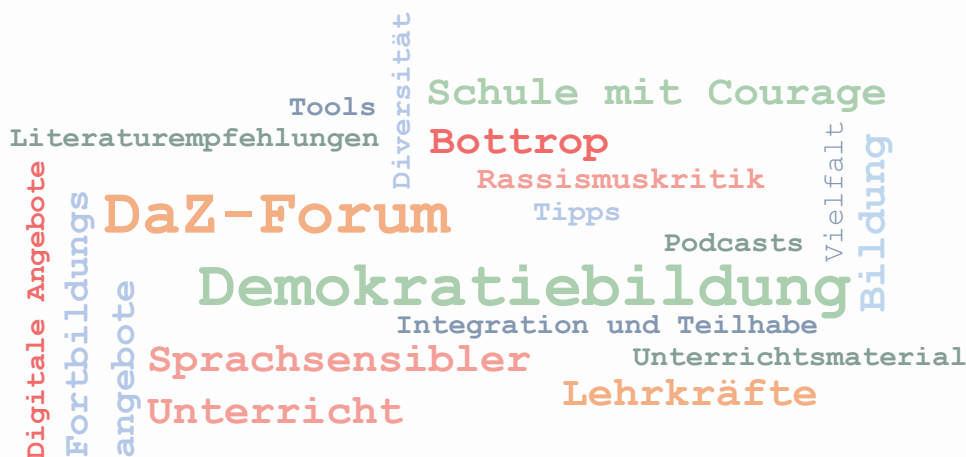 Diversität
Schule mit Courage
Tools
Literaturempfehlungen
Bottrop
Vielfalt
Bildung
Digitale Angebote
Rassismuskritik
Fortbildungs
angebote
DaZ-Forum
Tipps
Podcasts
Demokratiebildung
Integration und Teilhabe
Sprachsensibler
Unterricht
Unterrichtsmaterial
Lehrkräfte